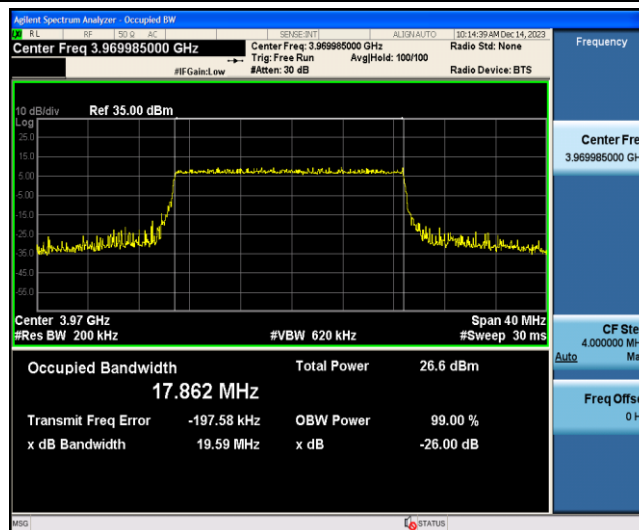 Agilent Spectrum Analyzer - Occupied BW
RL RF 50 Ω AC SENSE:INT ALIGN AUTO 10:14:39 AM Dec 14, 2023
Center Freq 3.969985000 GHz
Center Freq: 3.969985000 GHz
Radio Std: None
Trig: Free Run Avg|Hold: 100/100
#IFGain:Low #Atten: 30 dB Radio Device: BTS
10 dB/div Ref 35.00 dBm
Log
25.0
15.0
5.00
-5.00
-15.0
-25.0
-35.0
-45.0
-55.0
Center 3.97 GHz Span 40 MHz
#Res BW 200 kHz #VBW 620 kHz #Sweep 30 ms
Occupied Bandwidth Total Power 26.6 dBm
17.862 MHz
Transmit Freq Error -197.58 kHz OBW Power 99.00 %
x dB Bandwidth 19.59 MHz x dB -26.00 dB
MSG STATUS
Frequency
Center Fre
3.969985000 GH
CF Ste
4.000000 MH
Auto Ma
Freq Offse
0 H